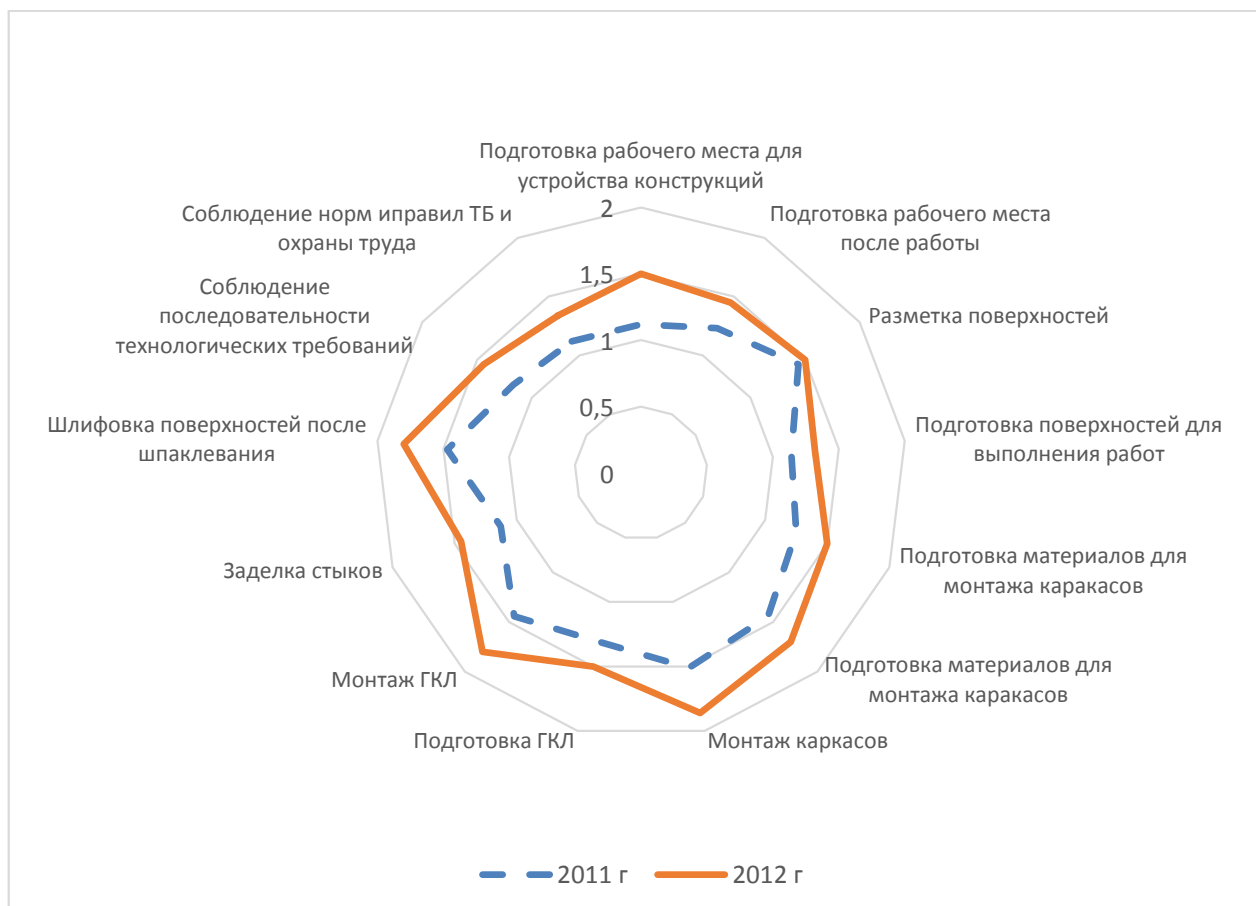 Подготовка рабочего места для
устройства конструкций
Соблюдение норм иправил ТБ и
охраны труда
Подготовка рабочего места
после работы
Соблюдение
последовательности
технологических требований
Разметка поверхностей
Шлифовка поверхностей после
шпаклевания
Подготовка поверхностей для
выполнения работ
Заделка стыков
Подготовка материалов для
монтажа каракасов
Монтаж ГКЛ
Подготовка материалов для
монтажа каракасов
Подготовка ГКЛ
Монтаж каркасов
2
1,5
1
0,5
0
2011 г
2012 г